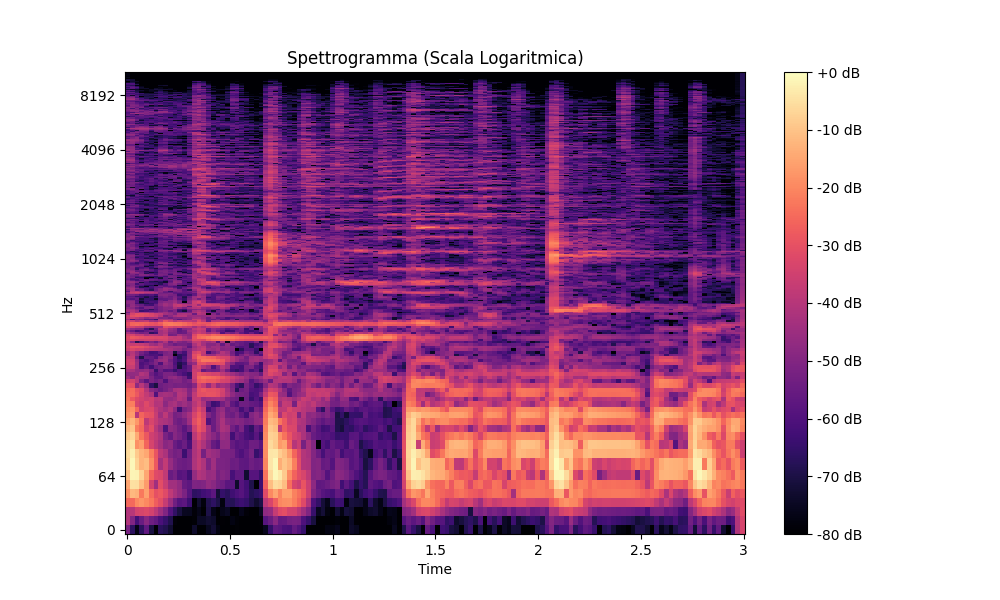 Spettrogramma (Scala Logaritmica)
Hz
8192
4096
2048
1024
512
256
128
64
0
0
0.5
1
1.5
2
2.5
3
Time
+0 dB
-10 dB
-20 dB
-30 dB
-40 dB
-50 dB
-60 dB
-70 dB
-80 dB